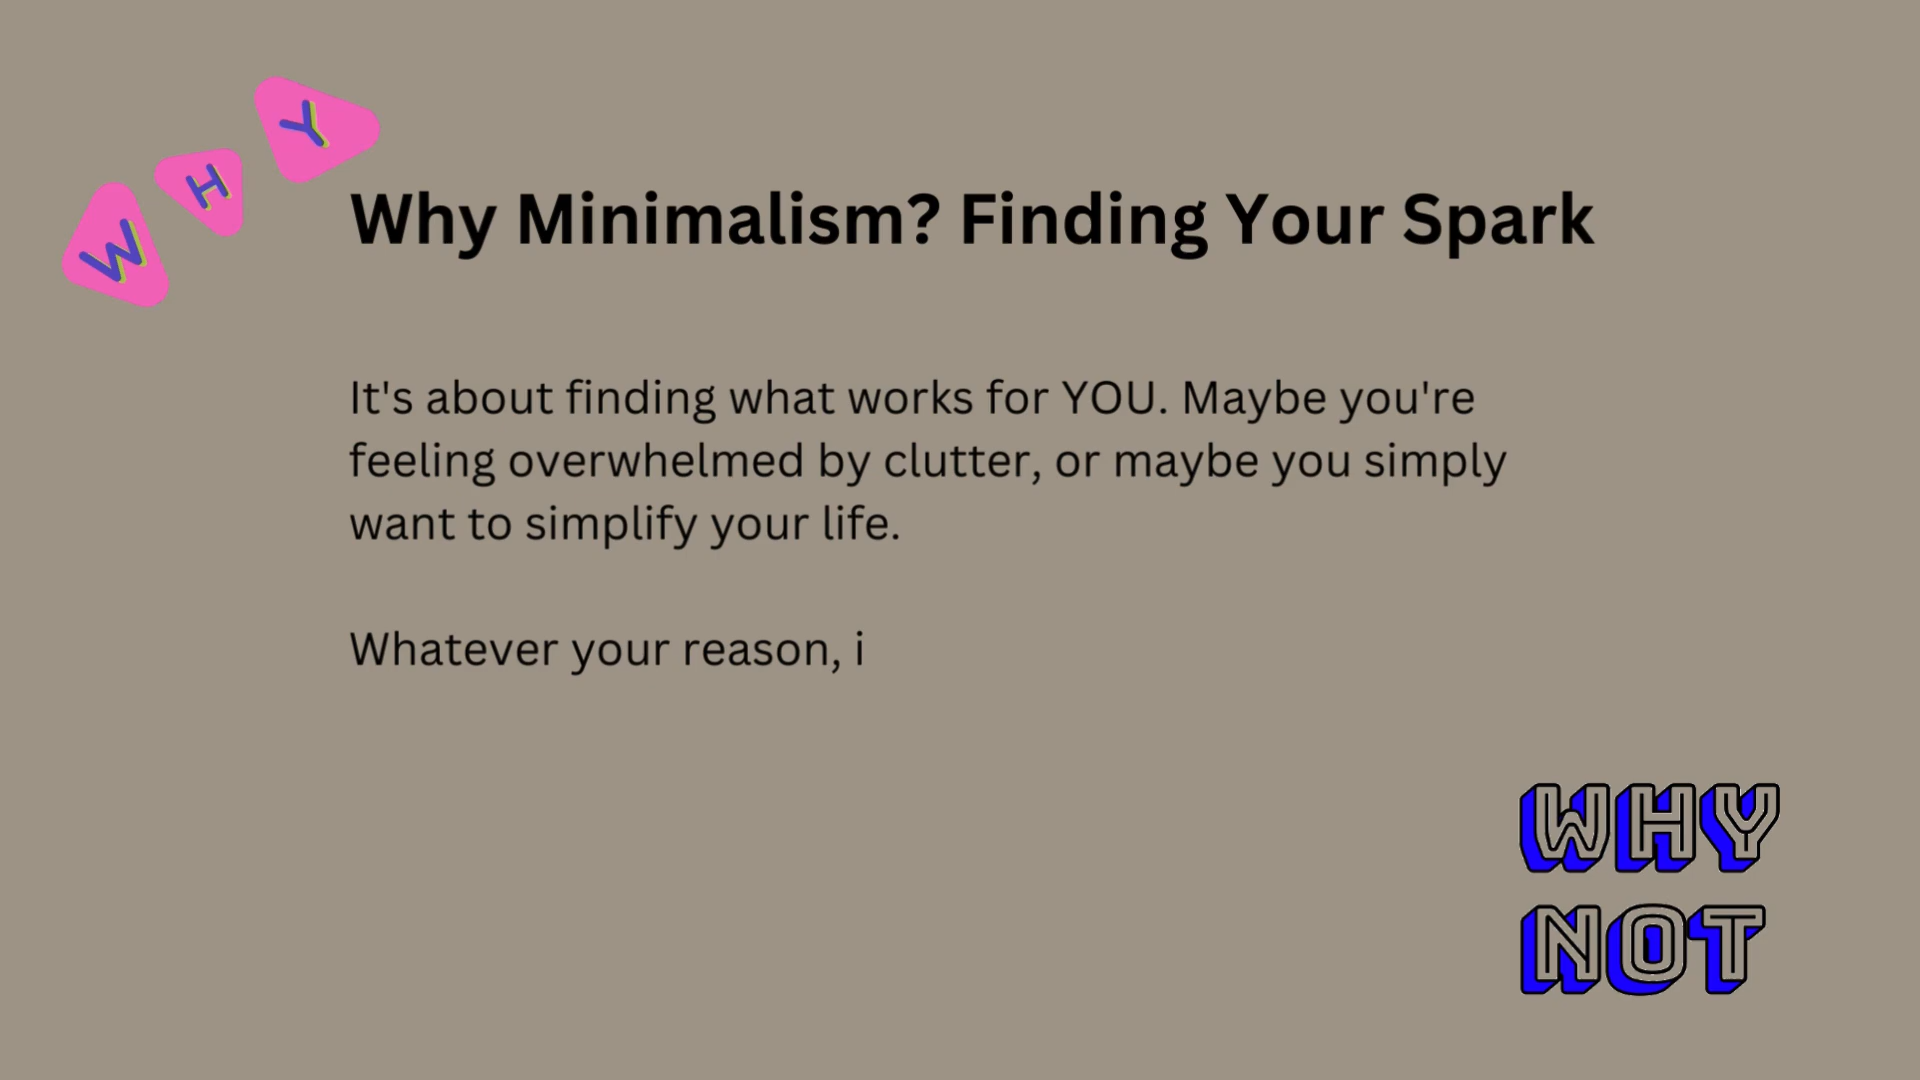 WHY
Why Minimalism? Finding Your Spark
It's about finding what works for YOU. Maybe you're
feeling overwhelmed by clutter, or maybe you simply
want to simplify your life.
Whatever your reason, i
WHY
NOT